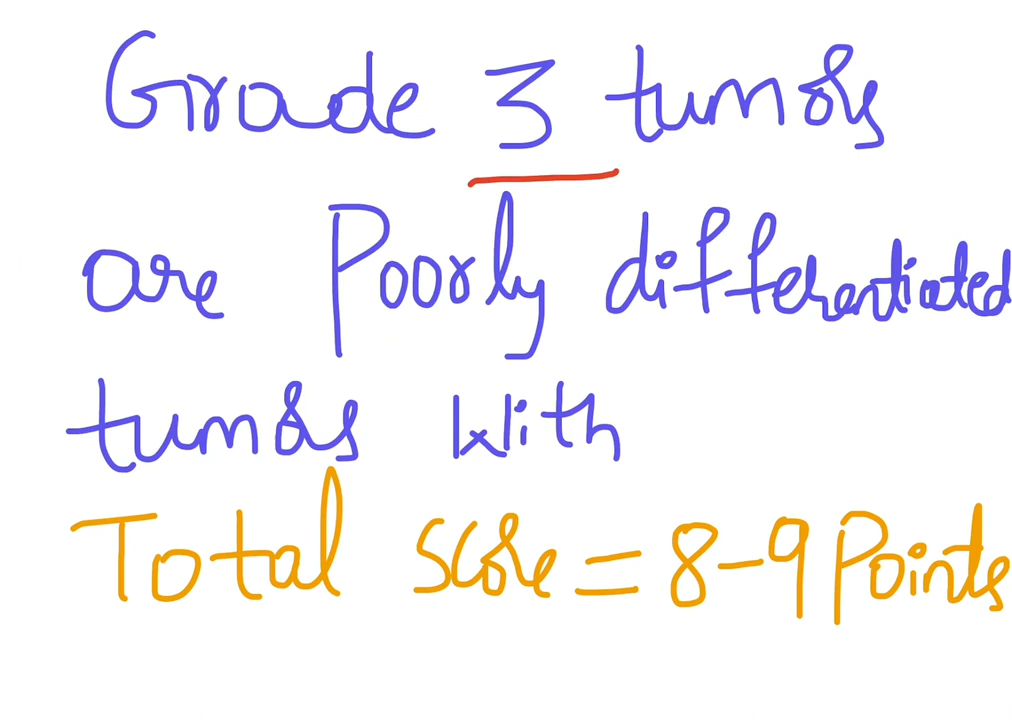 Grade 3 tumors
are Poorly differentiated
tumors with
Total score = 8-9 Points